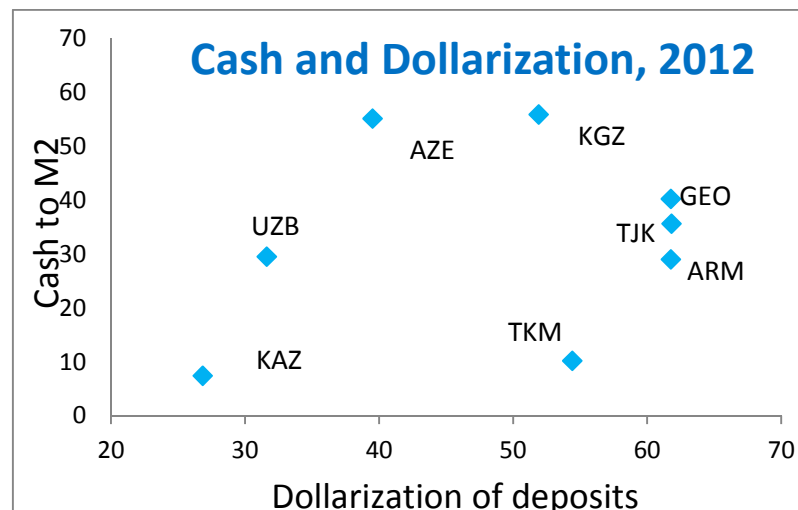 Cash and Dollarization, 2012
Cash to M2
70
60
50
40
30
20
10
0
AZE
KGZ
GEO
UZB
TJK
ARM
TKM
KAZ
20 30 40 50 60 70
Dollarization of deposits